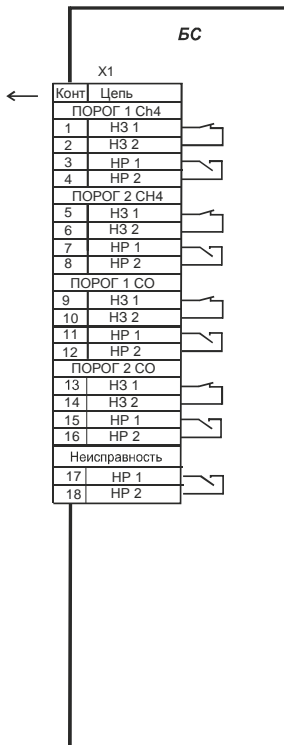 БС
X1
Конт Цепь
ПОРОГ 1 Ch4
1 НЗ 1
2 НЗ 2
3 НР 1
4 НР 2
ПОРОГ 2 CH4
5 НЗ 1
6 НЗ 2
7 НР 1
8 НР 2
ПОРОГ 1 CO
9 НЗ 1
10 НЗ 2
11 НР 1
12 НР 2
ПОРОГ 2 CO
13 НЗ 1
14 НЗ 2
15 НР 1
16 НР 2
Неисправность
17 НР 1
18 НР 2